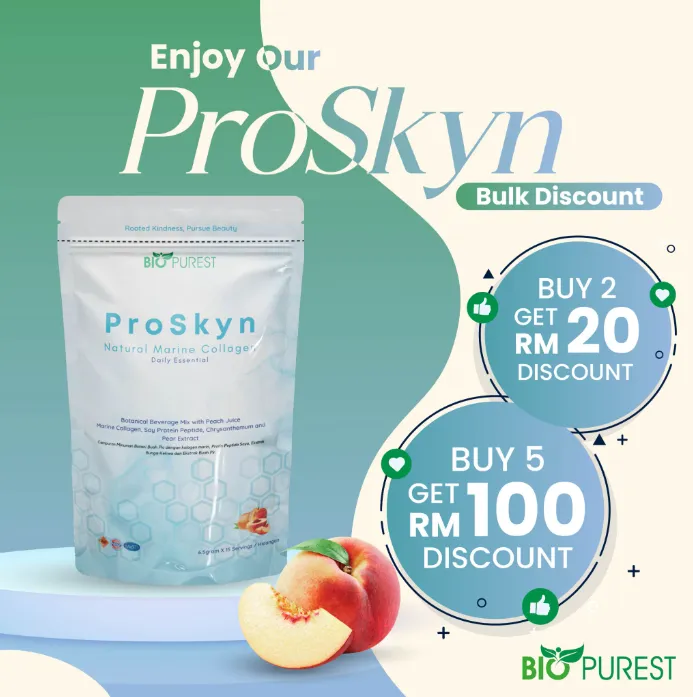 Enjoy Our
ProSkyn
Bulk Discount
Rooted Kindness, Pursue Beauty
BIO PUREST
ProSkyn
Natural Marine Collagen
Daily Essential
Botanical Beverage Mix with Peach Juice
Marine Collagen, Soy Protein Peptide, Chrysanthemum and
Pear Extract
BUY 2
GET
RM 20
DISCOUNT
BUY 5
GET
RM 100
DISCOUNT
BIO PUREST